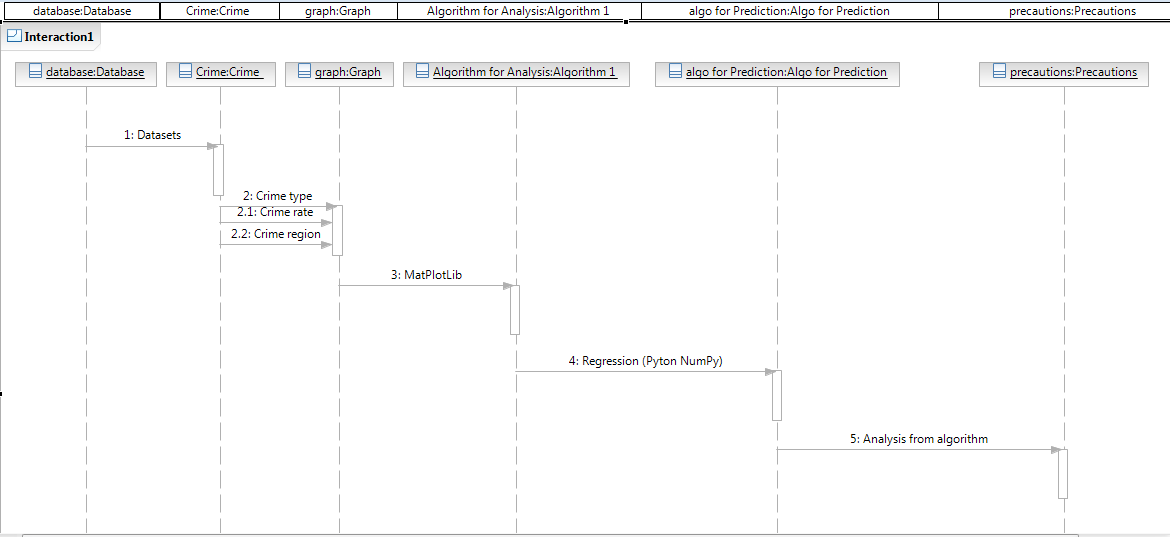 database:Database
Crime:Crime
graph:Graph
Algorithm for Analysis:Algorithm 1
algo for Prediction:Algo for Prediction
precautions:Precautions
Interaction1
database:Database
Crime:Crime
graph:Graph
Algorithm for Analysis:Algorithm 1
algo for Prediction:Algo for Prediction
precautions:Precautions
1: Datasets
2: Crime type
2.1: Crime rate
2.2: Crime region
3: MatPlotLib
4: Regression (Pyton NumPy)
5: Analysis from algorithm